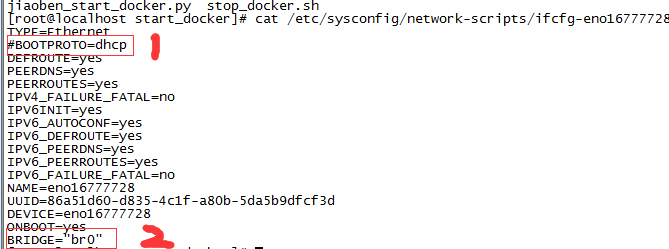 jiaoben_start_docker.py  stop_docker.sh
[root@localhost start_docker]# cat /etc/sysconfig/network-scripts/ifcfg-eno16777728
TYPE=Ethernet
#BOOTPROTO=dhcp
1
DEFROUTE=yes
PEERDNS=yes
PEERROUTES=yes
IPV4_FAILURE_FATAL=no
IPV6INIT=yes
IPV6_AUTOCONF=yes
IPV6_DEFROUTE=yes
IPV6_PEERDNS=yes
IPV6_PEERROUTES=yes
IPV6_FAILURE_FATAL=no
NAME=eno16777728
UUID=86a51d60-d835-4c1f-a80b-5da5b9dfcf3d
DEVICE=eno16777728
ONBOOT=yes
BRIDGE="br0"
2